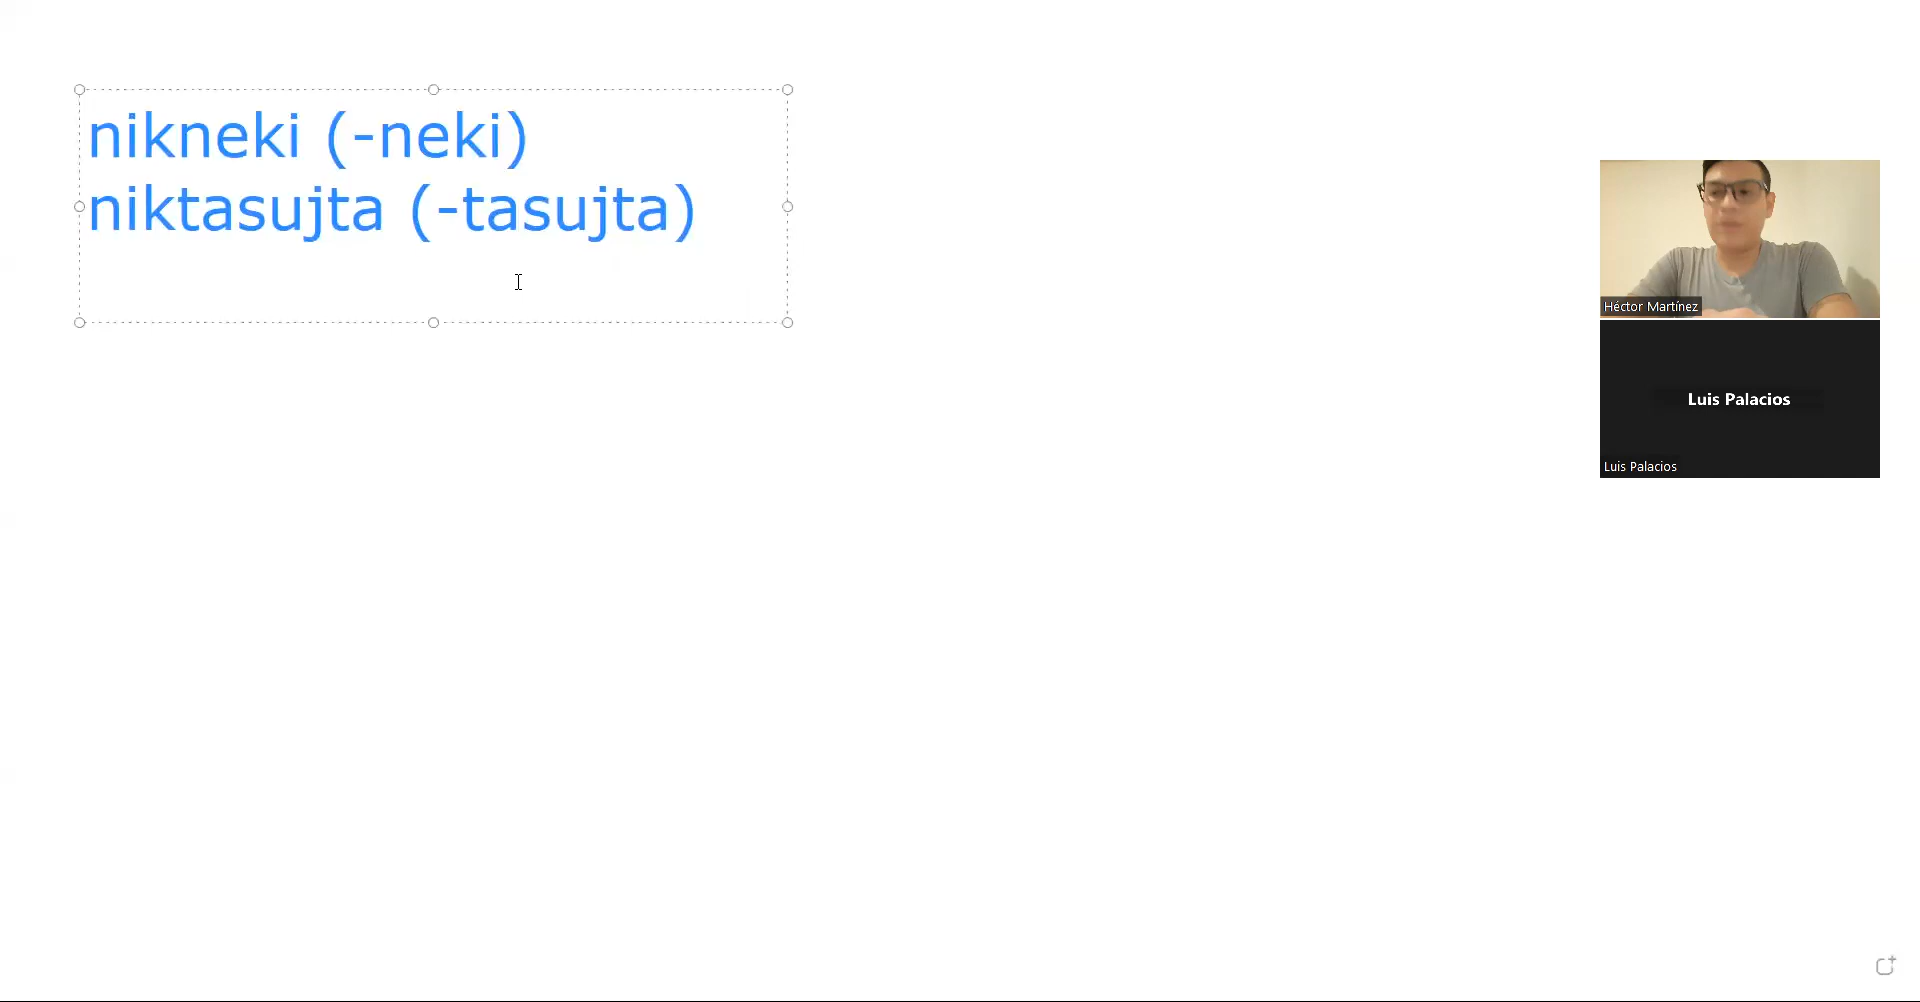 nikneki (-neki)
niktasujta (-tasujta)
Héctor Martínez
Luis Palacios
Luis Palacios